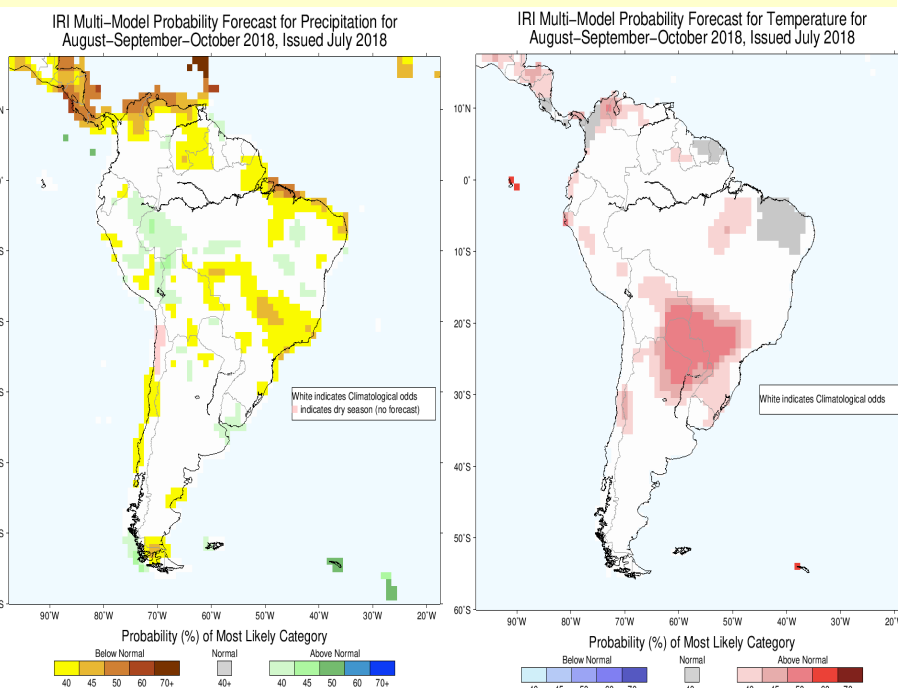 IRI Multi-Model Probability Forecast for Precipitation for
August-September-October 2018, Issued July 2018
N
0°
S
S
S
S
S
S
S
White indicates Climatological odds
indicates dry season (no forecast)
90°W 80°W 70°W 60°W 50°W 40°W 30°W 20°W
Probability (%) of Most Likely Category
Below Normal Normal Above Normal
40 45 50 60 70+ 40+ 40 45 50 60 70+
IRI Multi-Model Probability Forecast for Temperature for
August-September-October 2018, Issued July 2018
10°N
0°
10°S
20°S
30°S
40°S
50°S
60°S
White indicates Climatological odds
90°W 80°W 70°W 60°W 50°W 40°W 30°W 20°
Probability (%) of Most Likely Category
Below Normal Normal Above Normal